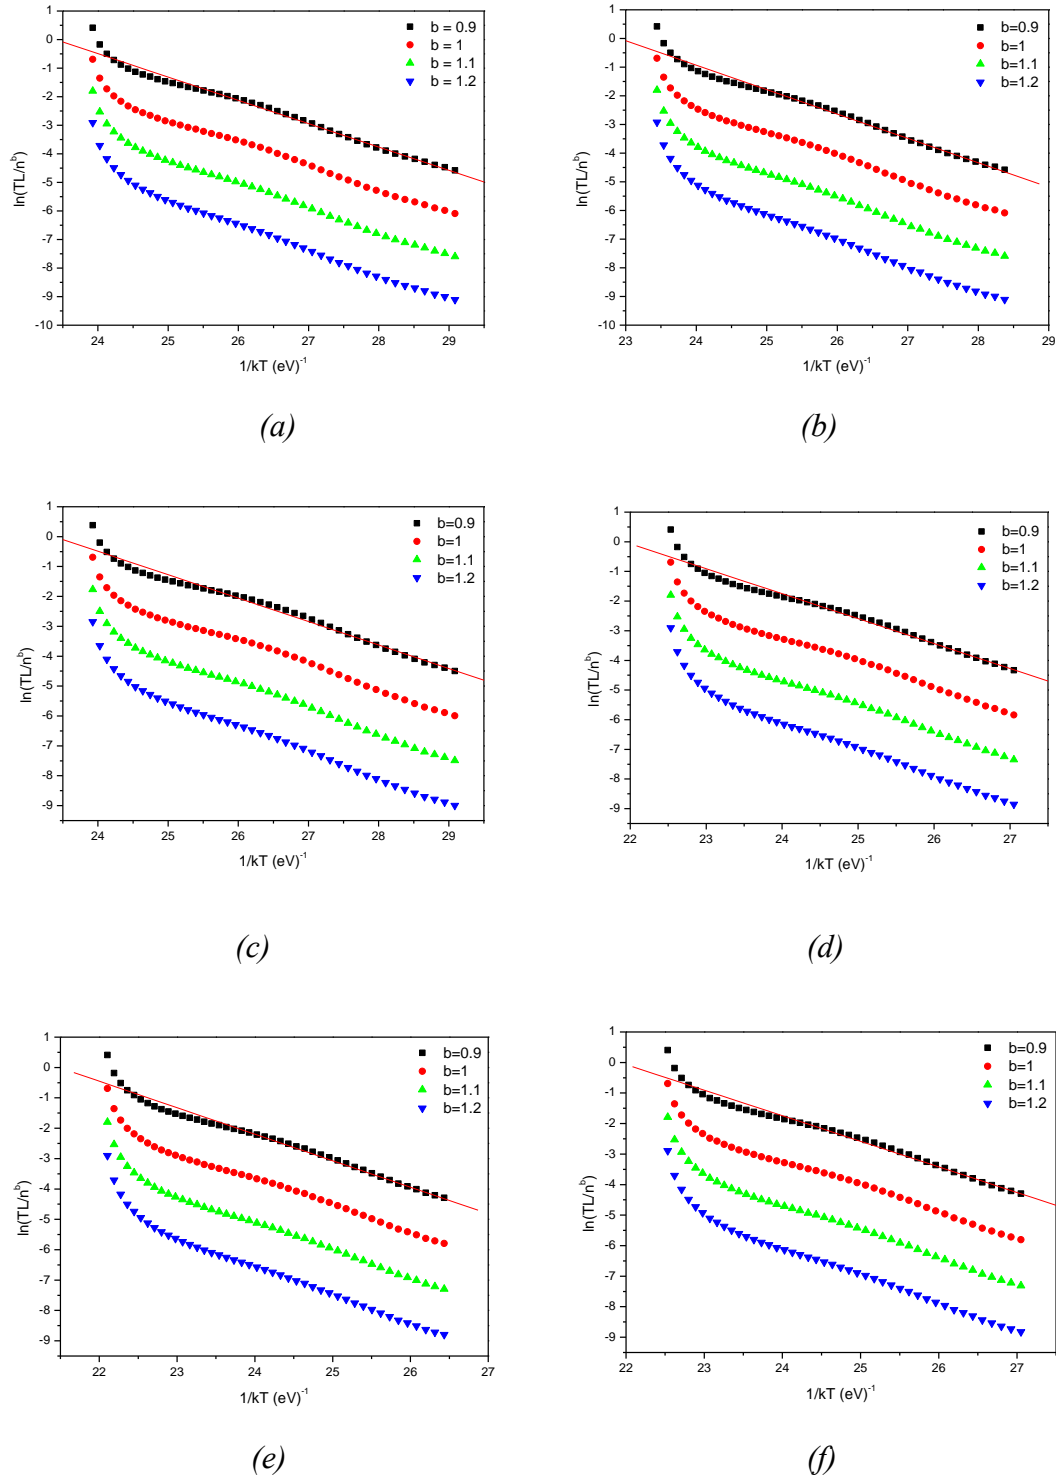 1
0
-1
-2
-3
-4
-5
-6
-7
-8
-9
-10
ln(TL/nᵇ)
b = 0.9
b = 1
b = 1.1
b = 1.2
24 25 26 27 28 29
1/kT (eV)⁻¹
(a)
1
0
-1
-2
-3
-4
-5
-6
-7
-8
-9
-10
ln(TL/nᵇ)
b=0.9
b=1
b=1.1
b=1.2
23 24 25 26 27 28 29
1/kT (eV)⁻¹
(b)
1
0
-1
-2
-3
-4
-5
-6
-7
-8
-9
ln(TL/nᵇ)
b=0.9
b=1
b=1.1
b=1.2
24 25 26 27 28 29
1/kT (eV)⁻¹
(c)
1
0
-1
-2
-3
-4
-5
-6
-7
-8
-9
ln(TL/nᵇ)
b=0.9
b=1
b=1.1
b=1.2
22 23 24 25 26 27
1/kT (eV)⁻¹
(d)
1
0
-1
-2
-3
-4
-5
-6
-7
-8
-9
ln(TL/nᵇ)
b=0.9
b=1
b=1.1
b=1.2
22 23 24 25 26 27
1/kT (eV)⁻¹
(e)
1
0
-1
-2
-3
-4
-5
-6
-7
-8
-9
ln(TL/nᵇ)
b=0.9
b=1
b=1.1
b=1.2
22 23 24 25 26 27
1/kT (eV)⁻¹
(f)